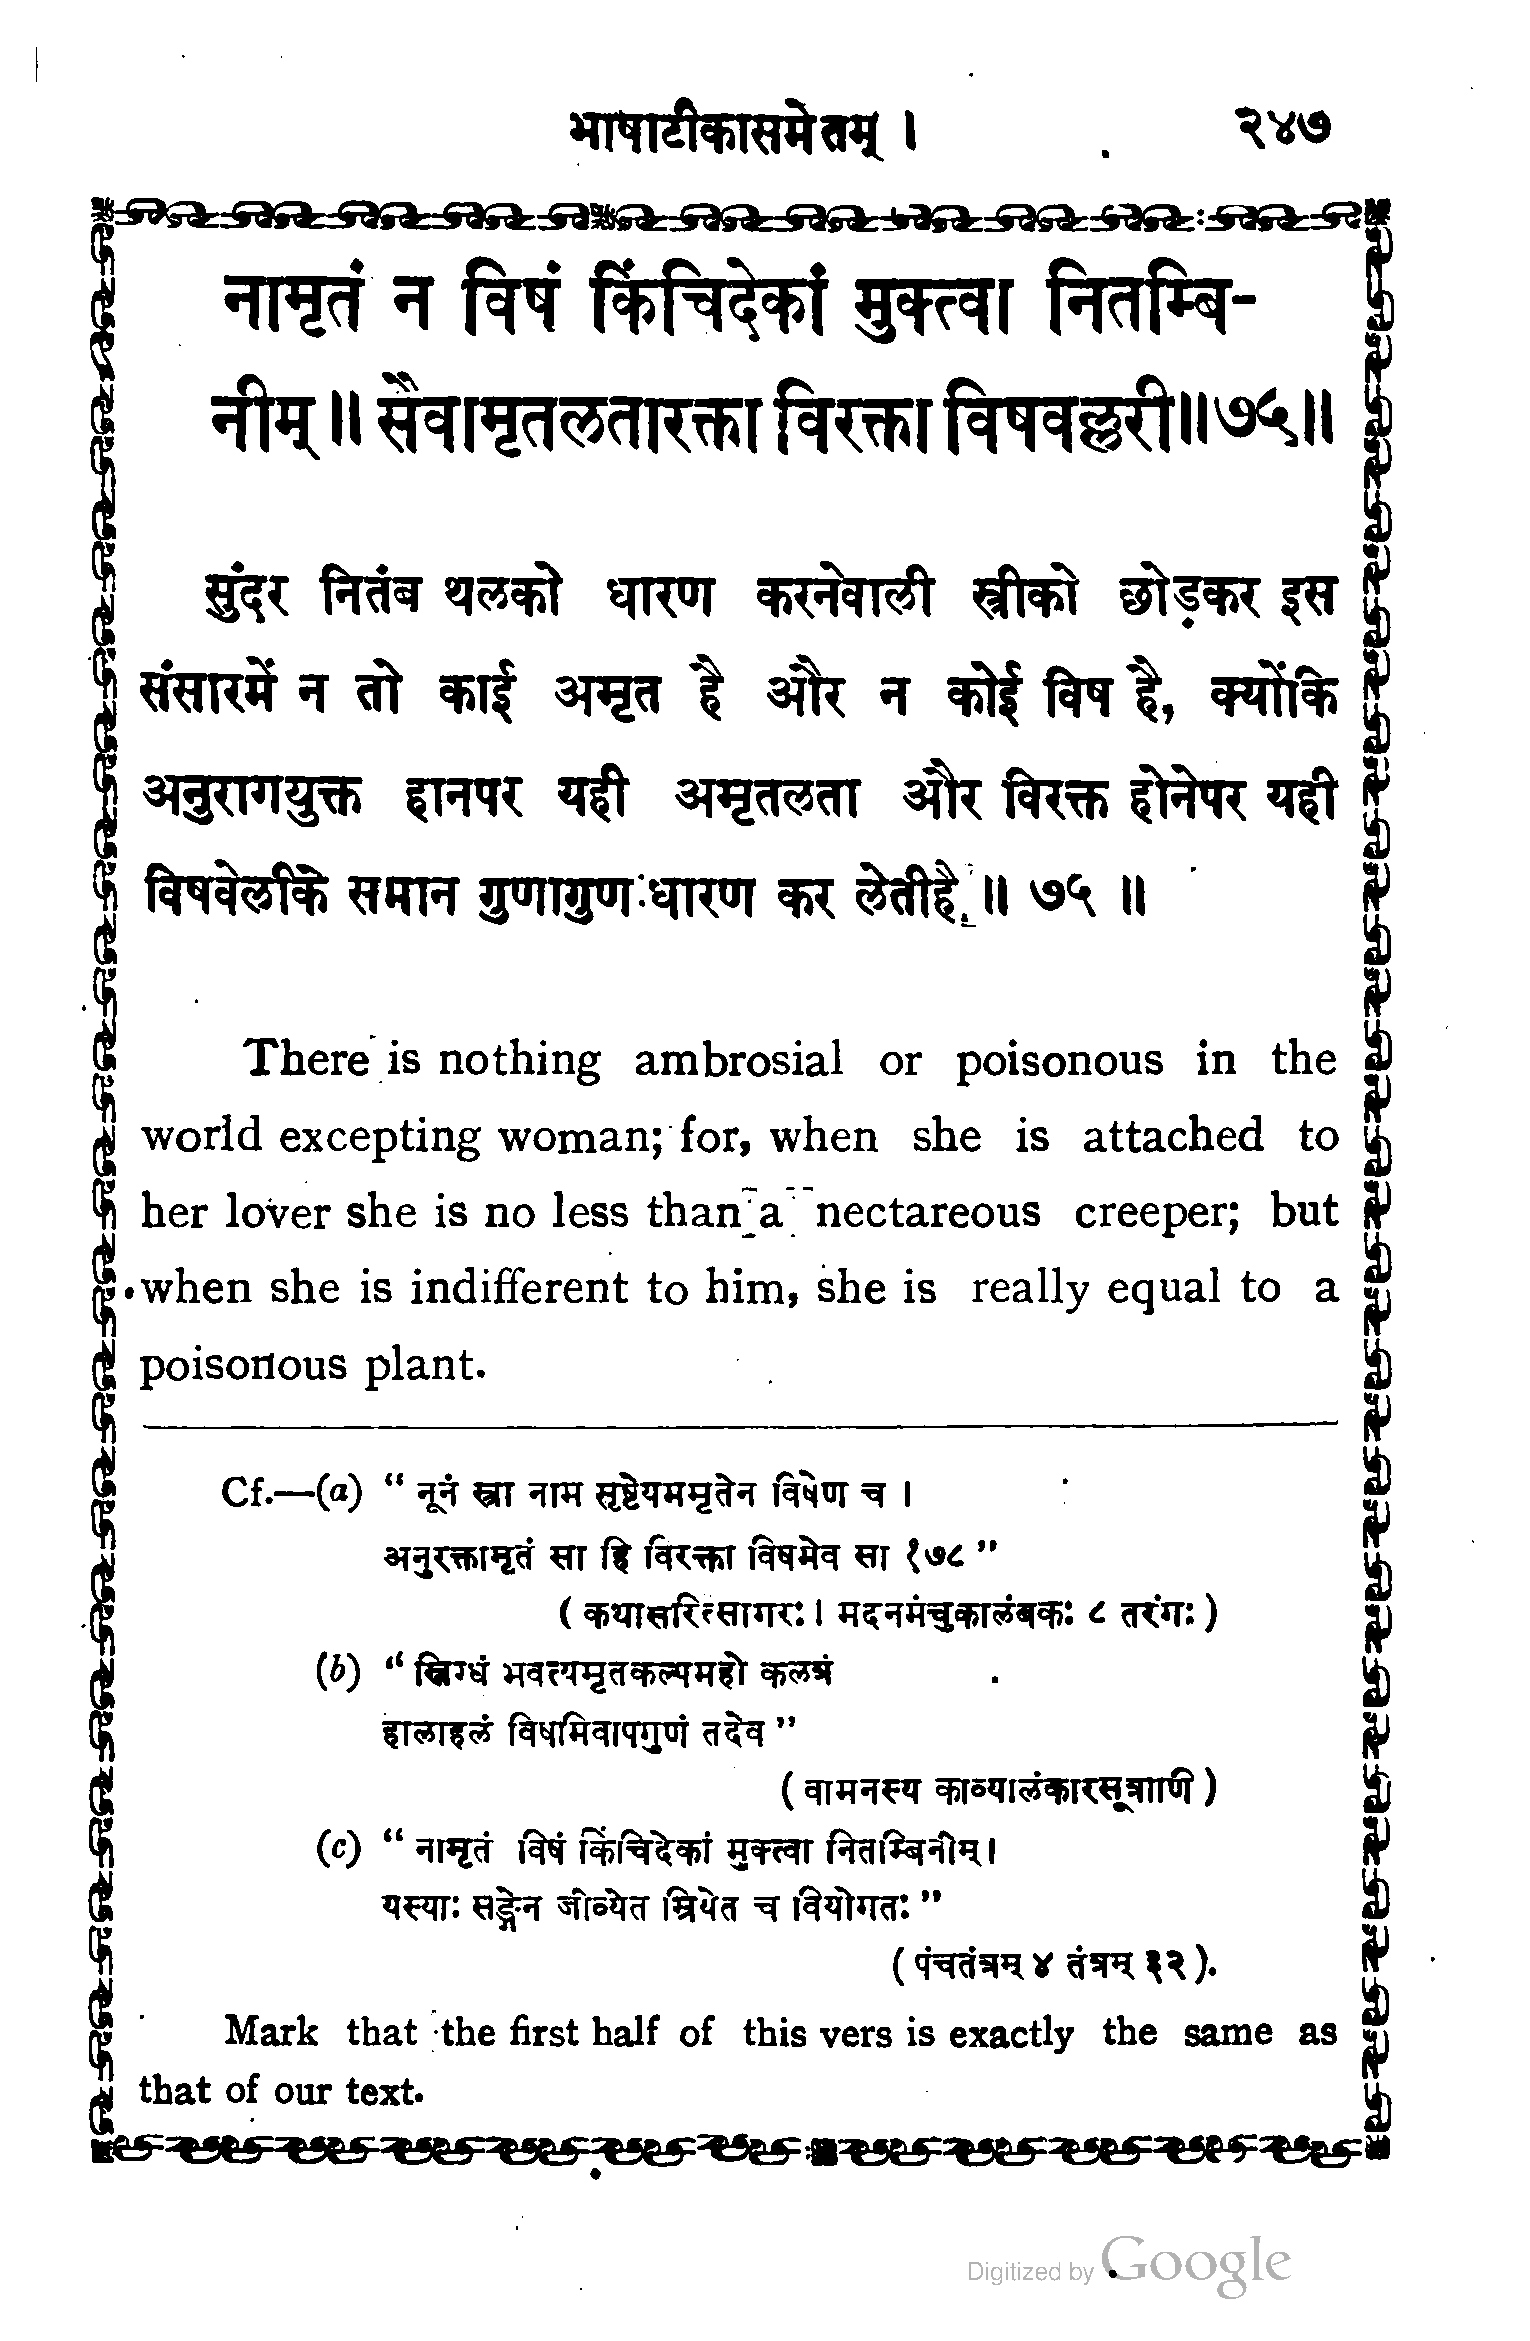 भाषाटीकासमेतम् । २४७
नामृतं न विषं किंचिदेकां मुक्त्वा नितम्बि-
नीम् ॥ सैवामृतलतारक्ता विरक्ता विषवल्लरी ॥ ७५ ॥
सुंदर नितंब थलको धारण करनेवाली स्त्रीको छोड़कर इस
संसारमें न तो काई अमृत है और न कोई विष है, क्योंकि
अनुरागयुक्त हानपर यही अमृतलता और विरक्त होनेपर यही
विषवेलीके समान गुणागुण धारण कर लेतीहै. ॥ ७५ ॥
There is nothing ambrosial or poisonous in the
world excepting woman; for, when she is attached to
her lover she is no less than a nectareous creeper; but
when she is indifferent to him, she is really equal to a
poisonous plant.
Cf.—(a) “ नूनं स्त्रा नाम सृष्टेयममृतेन विषेण च ।
अनुरक्तामृतं सा हि विरक्ता विषमेव सा १७८ ”
( कथासरित्सागरः । मदनमंचुकालंबकः ८ तरंगः )
(b) “ स्निग्धं भवत्यमृतकल्पमहो कलत्रं
हालाहलं विषमिवापगुणं तदेव ”
( वामनस्य काव्यालंकारसूत्राणि )
(c) “ नामृतं विषं किंचिदेकां मुक्त्वा नितम्बिनीम् ।
यस्याः सङ्गेन जीव्येत म्रियेत च वियोगतः ”
( पंचतंत्रम् ४ तंत्रम् ३२ ).
Mark that the first half of this vers is exactly the same as
that of our text.
Digitized by Google